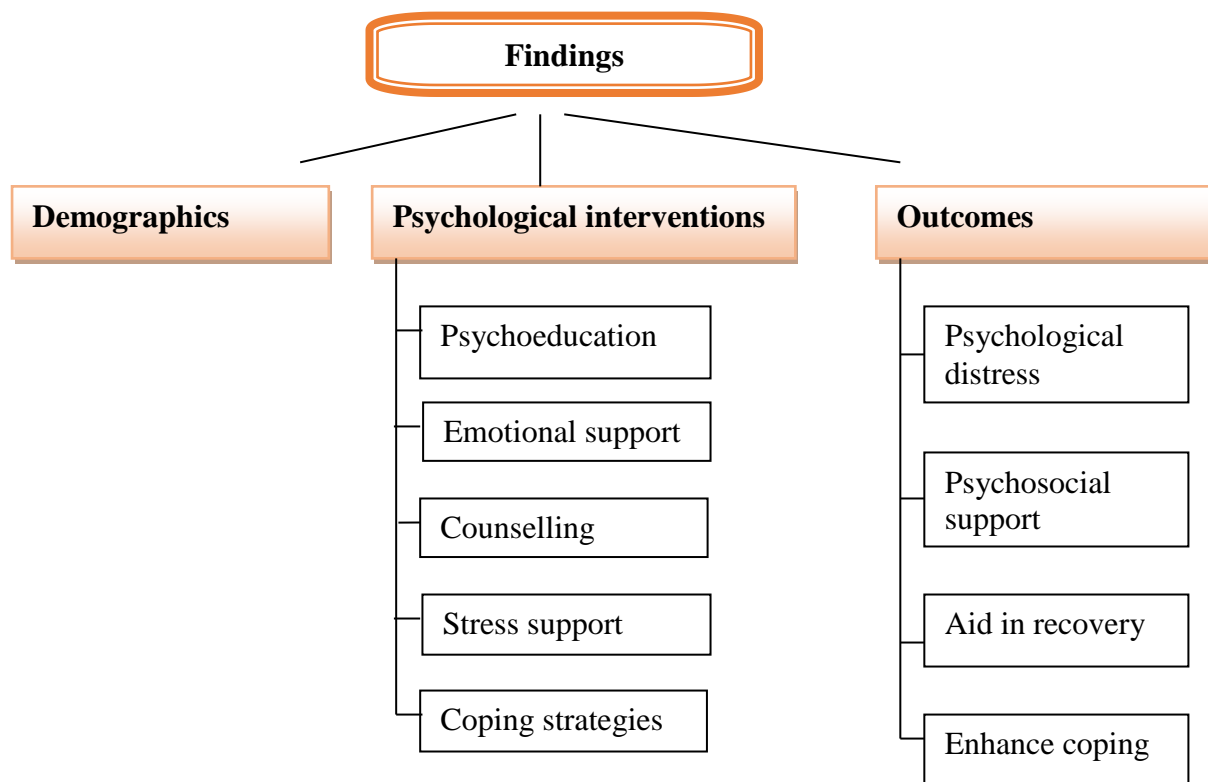 Findings
Demographics
Psychological interventions
Outcomes
Psychoeducation
Emotional support
Counselling
Stress support
Coping strategies
Psychological
distress
Psychosocial
support
Aid in recovery
Enhance coping